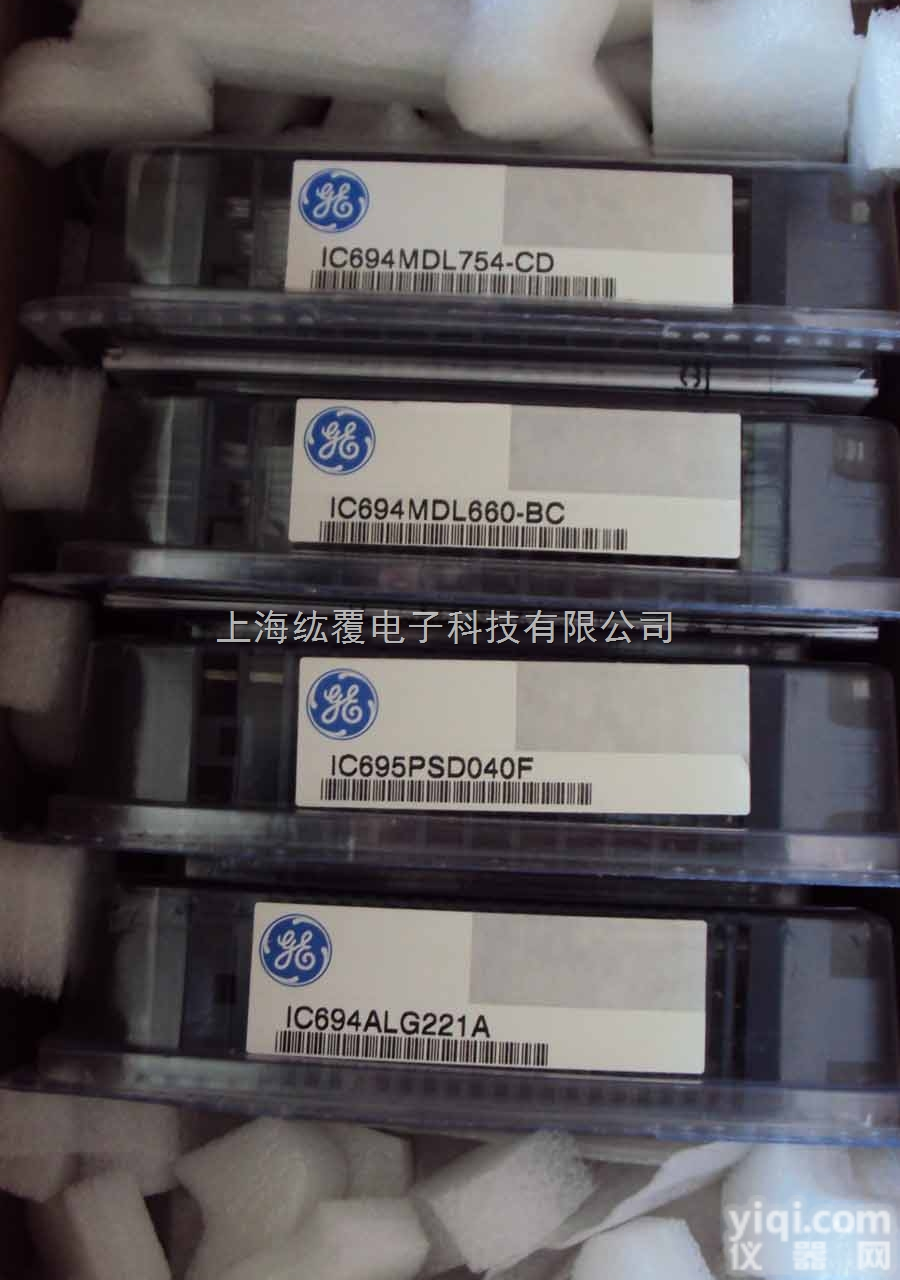 GE
IC694MDL754-CD
GE
IC694MDL660-BC
上海纮覆电子科技有限公司
GE
IC695PSD040F
GE
IC694ALG221A
yiqi.com
仪器网